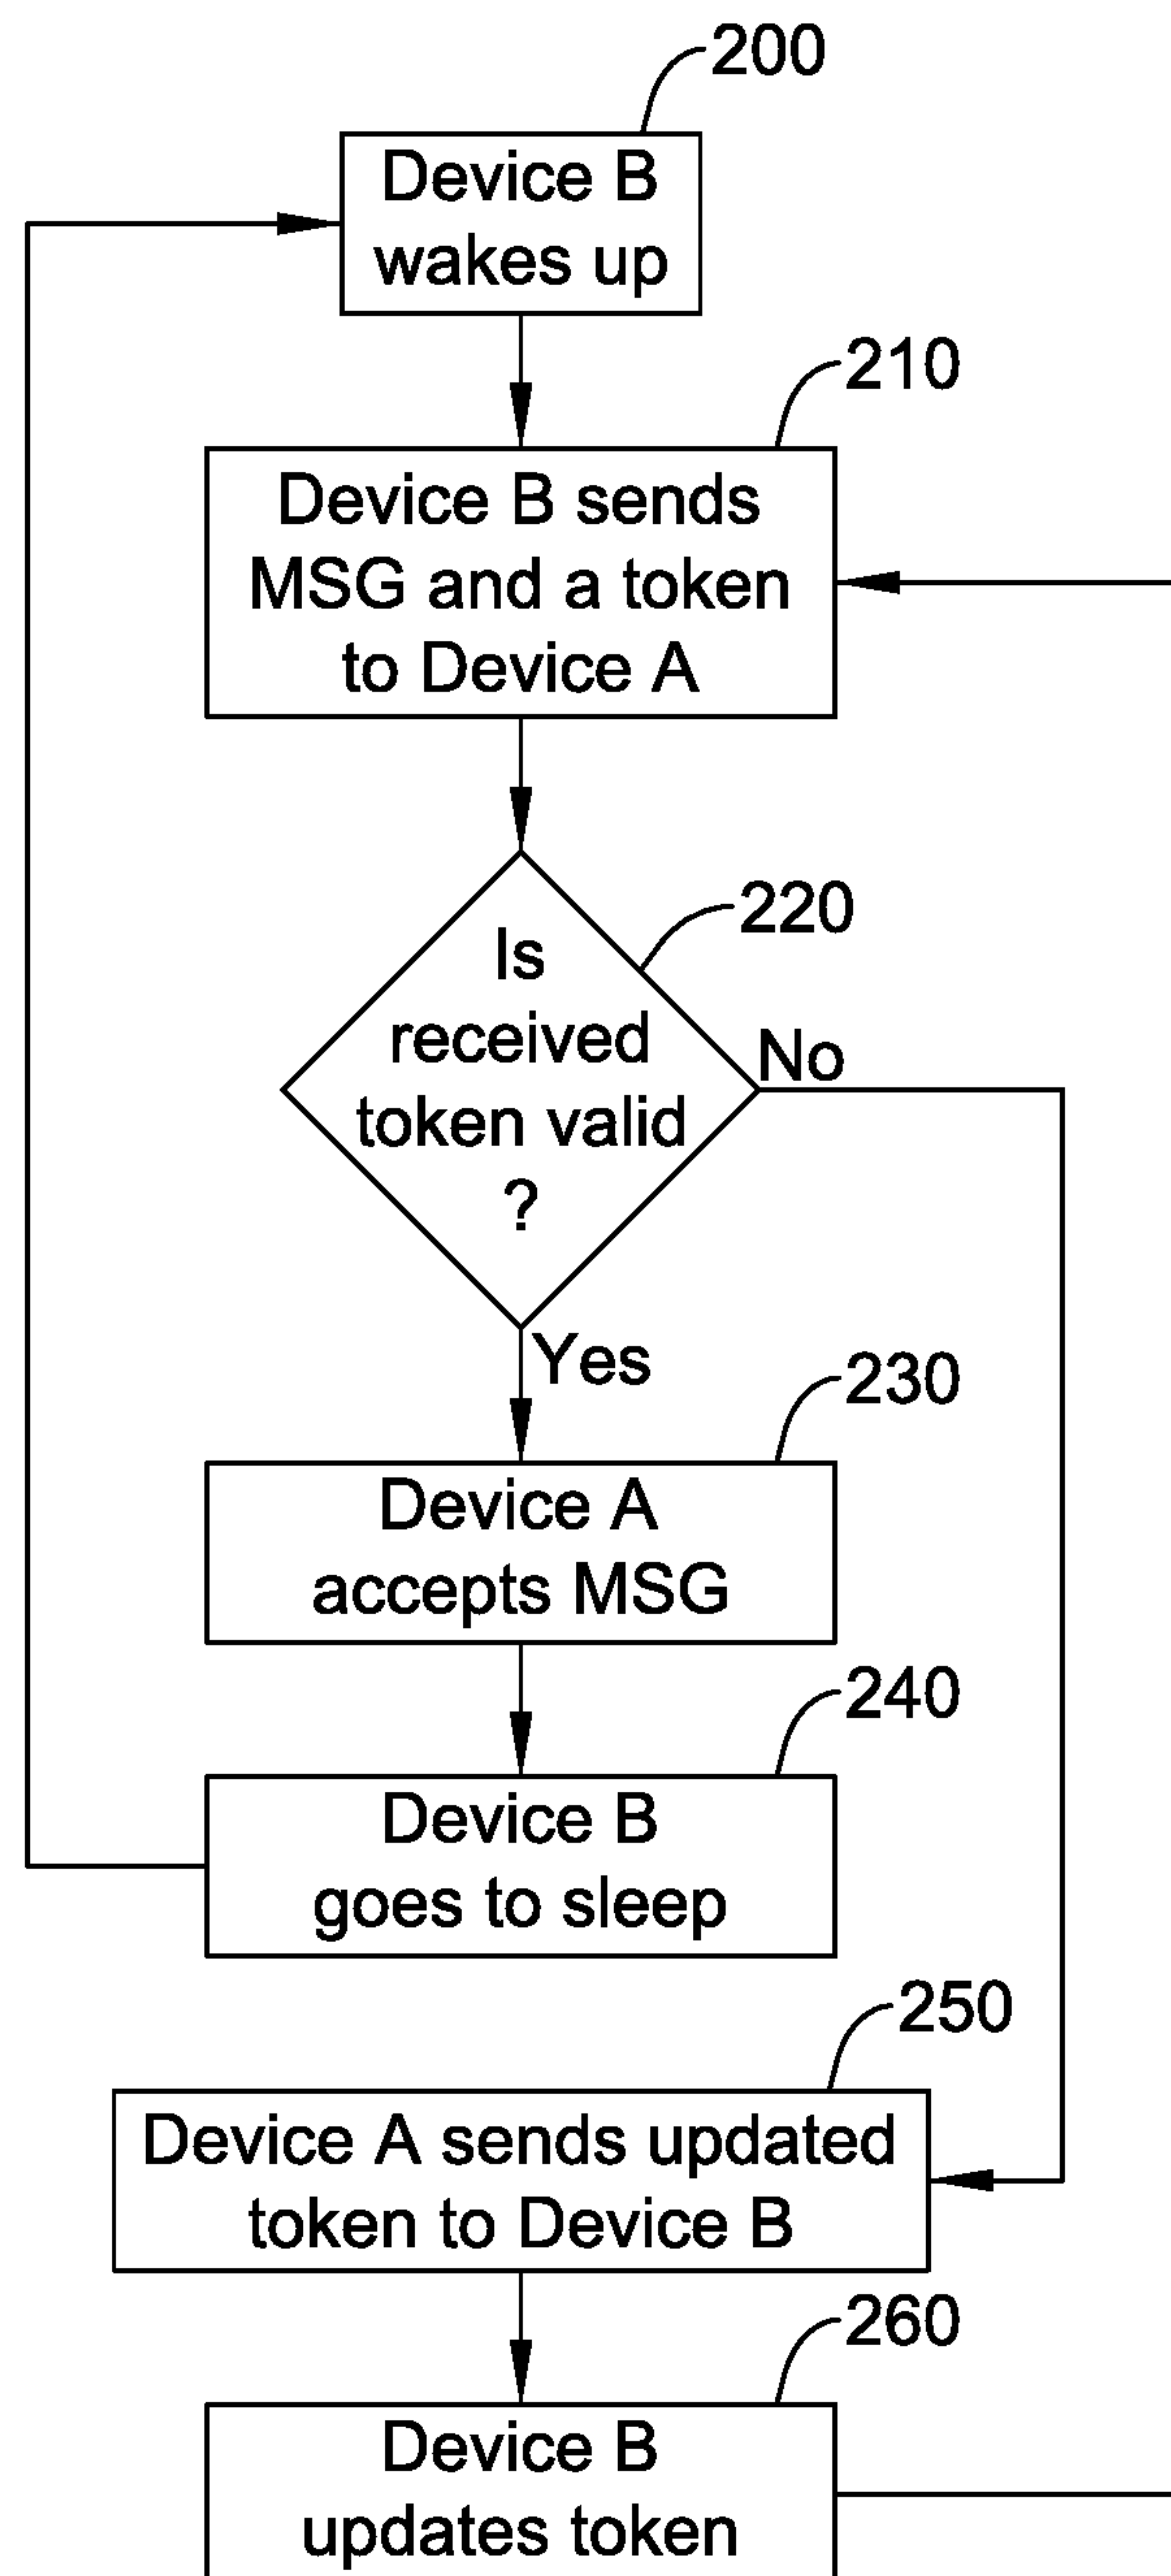 200
Device B
wakes up
210
Device B sends
MSG and a token
to Device A
220
Is
received
token valid
?
No
Yes
230
Device A
accepts MSG
240
Device B
goes to sleep
250
Device A sends updated
token to Device B
260
Device B
updates token